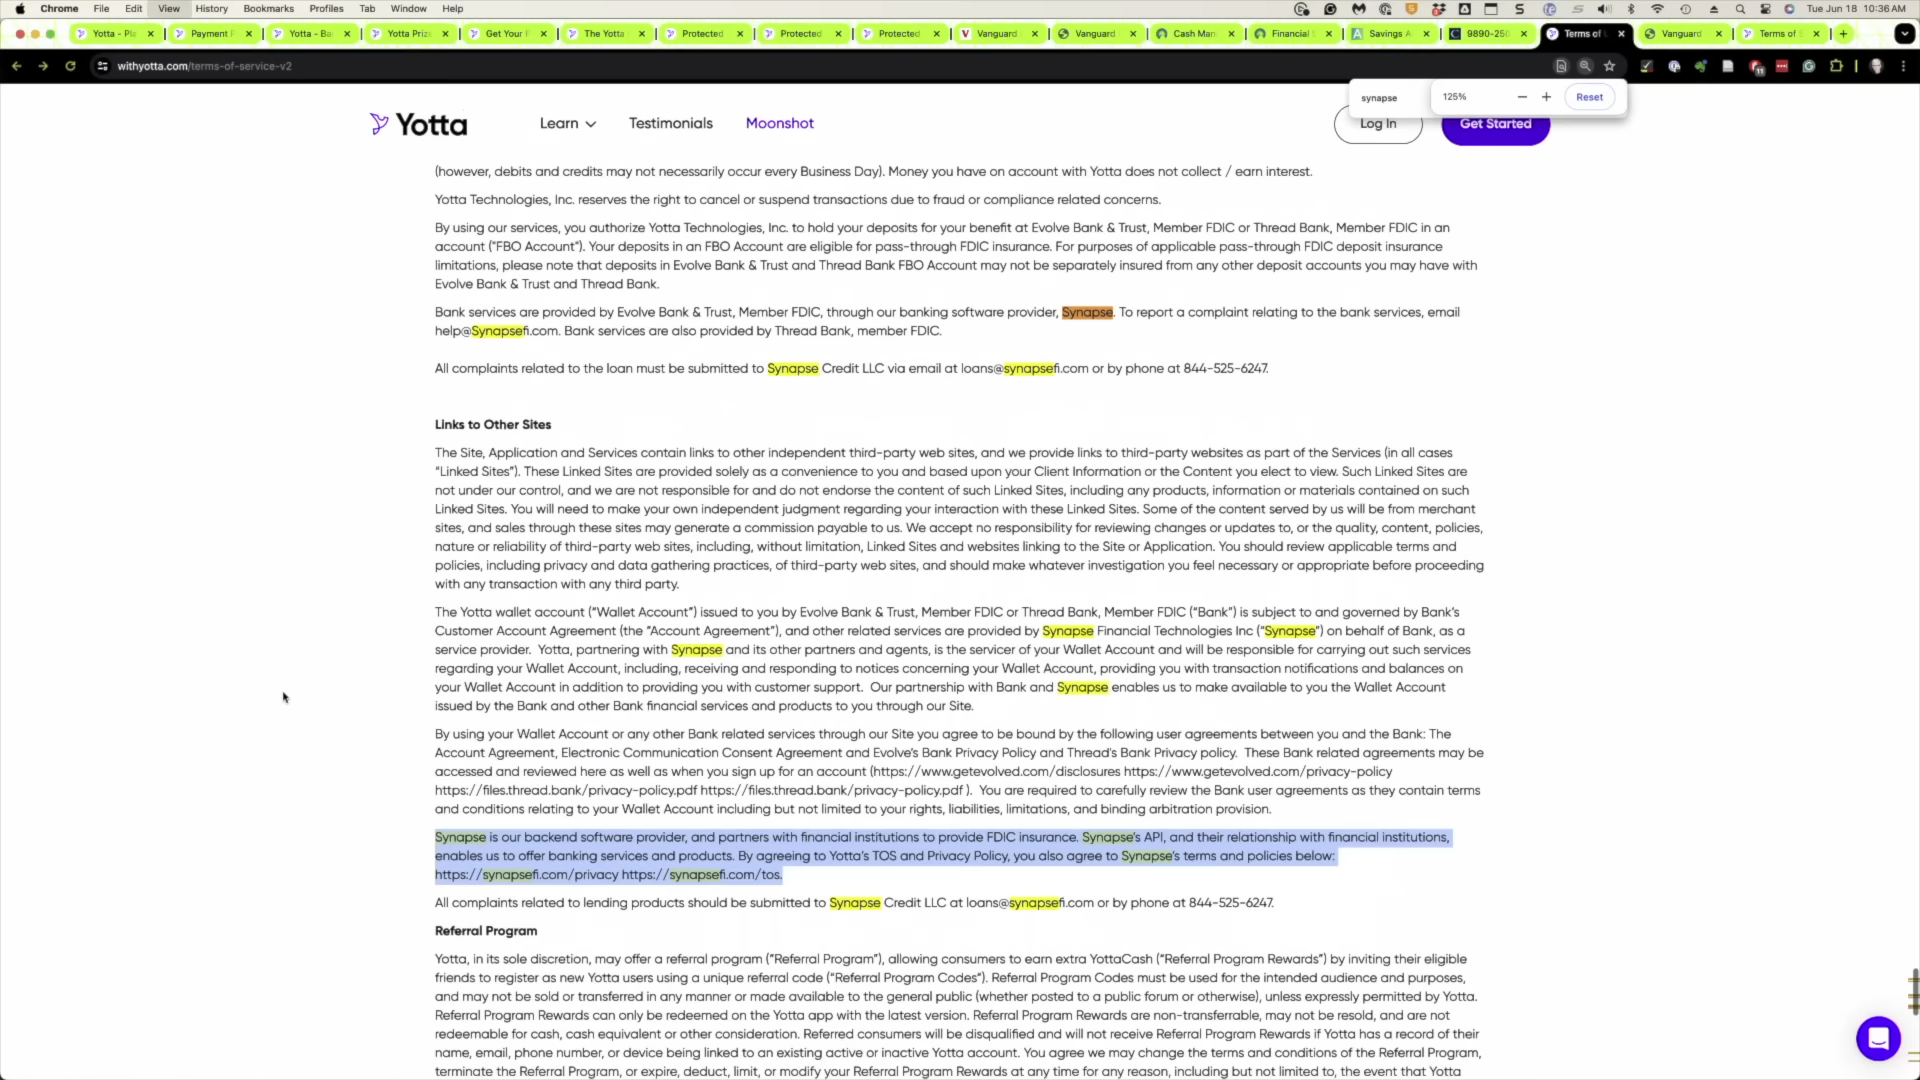 Chrome File Edit View History Bookmarks Profiles Tab Window Help Tue Jun 18 10:36 AM
Yotta - Ple Payment F Yotta - Ba Yotta Priz Get Your F The Yotta Protected Protected Protected Vanguard Vanguard Cash Man Financial Savings A 9890-250 Terms of Vanguard Terms of S
withyotta.com/terms-of-service-v2
11
synapse 125% Reset
Yotta Learn Testimonials Moonshot Log In Get Started
(however, debits and credits may not necessarily occur every Business Day). Money you have on account with Yotta does not collect / earn interest.
Yotta Technologies, Inc. reserves the right to cancel or suspend transactions due to fraud or compliance related concerns.
By using our services, you authorize Yotta Technologies, Inc. to hold your deposits for your benefit at Evolve Bank & Trust, Member FDIC or Thread Bank, Member FDIC in an
account ("FBO Account"). Your deposits in an FBO Account are eligible for pass-through FDIC insurance. For purposes of applicable pass-through FDIC deposit insurance
limitations, please note that deposits in Evolve Bank & Trust and Thread Bank FBO Account may not be separately insured from any other deposit accounts you may have with
Evolve Bank & Trust and Thread Bank.
Bank services are provided by Evolve Bank & Trust, Member FDIC, through our banking software provider, Synapse. To report a complaint relating to the bank services, email
help@Synapsefi.com. Bank services are also provided by Thread Bank, member FDIC.
All complaints related to the loan must be submitted to Synapse Credit LLC via email at loans@synapsefi.com or by phone at 844-525-6247.
Links to Other Sites
The Site, Application and Services contain links to other independent third-party web sites, and we provide links to third-party websites as part of the Services (in all cases
“Linked Sites”). These Linked Sites are provided solely as a convenience to you and based upon your Client Information or the Content you elect to view. Such Linked Sites are
not under our control, and we are not responsible for and do not endorse the content of such Linked Sites, including any products, information or materials contained on such
Linked Sites. You will need to make your own independent judgment regarding your interaction with these Linked Sites. Some of the content served by us will be from merchant
sites, and sales through these sites may generate a commission payable to us. We accept no responsibility for reviewing changes or updates to, or the quality, content, policies,
nature or reliability of third-party web sites, including, without limitation, Linked Sites and websites linking to the Site or Application. You should review applicable terms and
policies, including privacy and data gathering practices, of third-party web sites, and should make whatever investigation you feel necessary or appropriate before proceeding
with any transaction with any third party.
The Yotta wallet account (“Wallet Account”) issued to you by Evolve Bank & Trust, Member FDIC or Thread Bank, Member FDIC (“Bank”) is subject to and governed by Bank’s
Customer Account Agreement (the “Account Agreement”), and other related services are provided by Synapse Financial Technologies Inc (“Synapse”) on behalf of Bank, as a
service provider. Yotta, partnering with Synapse and its other partners and agents, is the servicer of your Wallet Account and will be responsible for carrying out such services
regarding your Wallet Account, including, receiving and responding to notices concerning your Wallet Account, providing you with transaction notifications and balances on
your Wallet Account in addition to providing you with customer support. Our partnership with Bank and Synapse enables us to make available to you the Wallet Account
issued by the Bank and other Bank financial services and products to you through our Site.
By using your Wallet Account or any other Bank related services through our Site you agree to be bound by the following user agreements between you and the Bank: The
Account Agreement, Electronic Communication Consent Agreement and Evolve’s Bank Privacy Policy and Thread's Bank Privacy policy. These Bank related agreements may be
accessed and reviewed here as well as when you sign up for an account (https://www.getevolved.com/disclosures https://www.getevolved.com/privacy-policy
https://files.thread.bank/privacy-policy.pdf https://files.thread.bank/privacy-policy.pdf ). You are required to carefully review the Bank user agreements as they contain terms
and conditions relating to your Wallet Account including but not limited to your rights, liabilities, limitations, and binding arbitration provision.
Synapse is our backend software provider, and partners with financial institutions to provide FDIC insurance. Synapse’s API, and their relationship with financial institutions,
enables us to offer banking services and products. By agreeing to Yotta’s TOS and Privacy Policy, you also agree to Synapse’s terms and policies below:
https://synapsefi.com/privacy https://synapsefi.com/tos.
All complaints related to lending products should be submitted to Synapse Credit LLC at loans@synapsefi.com or by phone at 844-525-6247.
Referral Program
Yotta, in its sole discretion, may offer a referral program (“Referral Program”), allowing consumers to earn extra YottaCash (“Referral Program Rewards”) by inviting their eligible
friends to register as new Yotta users using a unique referral code (“Referral Program Codes“). Referral Program Codes must be used for the intended audience and purposes,
and may not be sold or transferred in any manner or made available to the general public (whether posted to a public forum or otherwise), unless expressly permitted by Yotta.
Referral Program Rewards can only be redeemed on the Yotta app with the latest version. Referral Program Rewards are non-transferrable, may not be resold, and are not
redeemable for cash, cash equivalent or other consideration. Referred consumers will be disqualified and will not receive Referral Program Rewards if Yotta has a record of their
name, email, phone number, or device being linked to an existing active or inactive Yotta account. You agree we may change the terms and conditions of the Referral Program,
terminate the Referral Program, or expire, deduct, limit, or modify your Referral Program Rewards at any time for any reason, including but not limited to, the event that Yotta